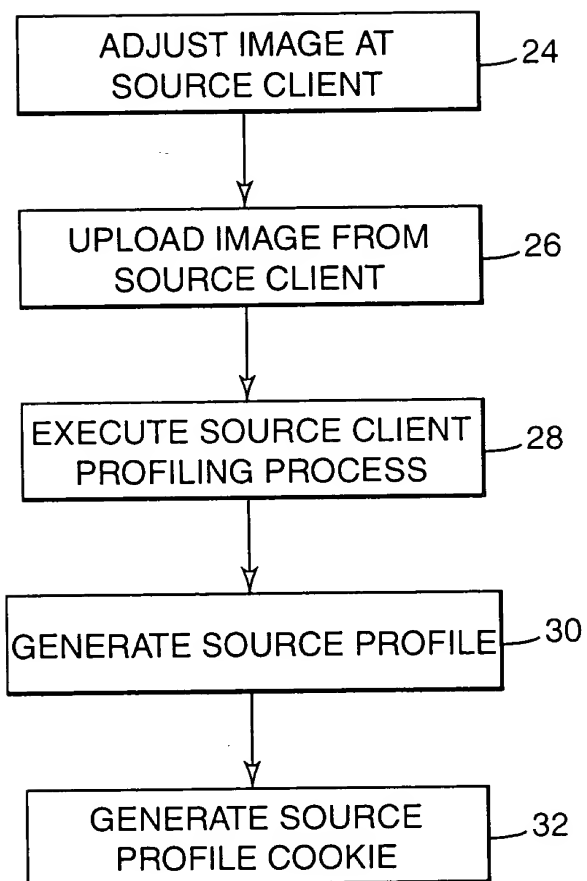 ADJUST IMAGE AT
SOURCE CLIENT
24
UPLOAD IMAGE FROM
SOURCE CLIENT
26
EXECUTE SOURCE CLIENT
PROFILING PROCESS
28
GENERATE SOURCE PROFILE
30
GENERATE SOURCE
PROFILE COOKIE
32